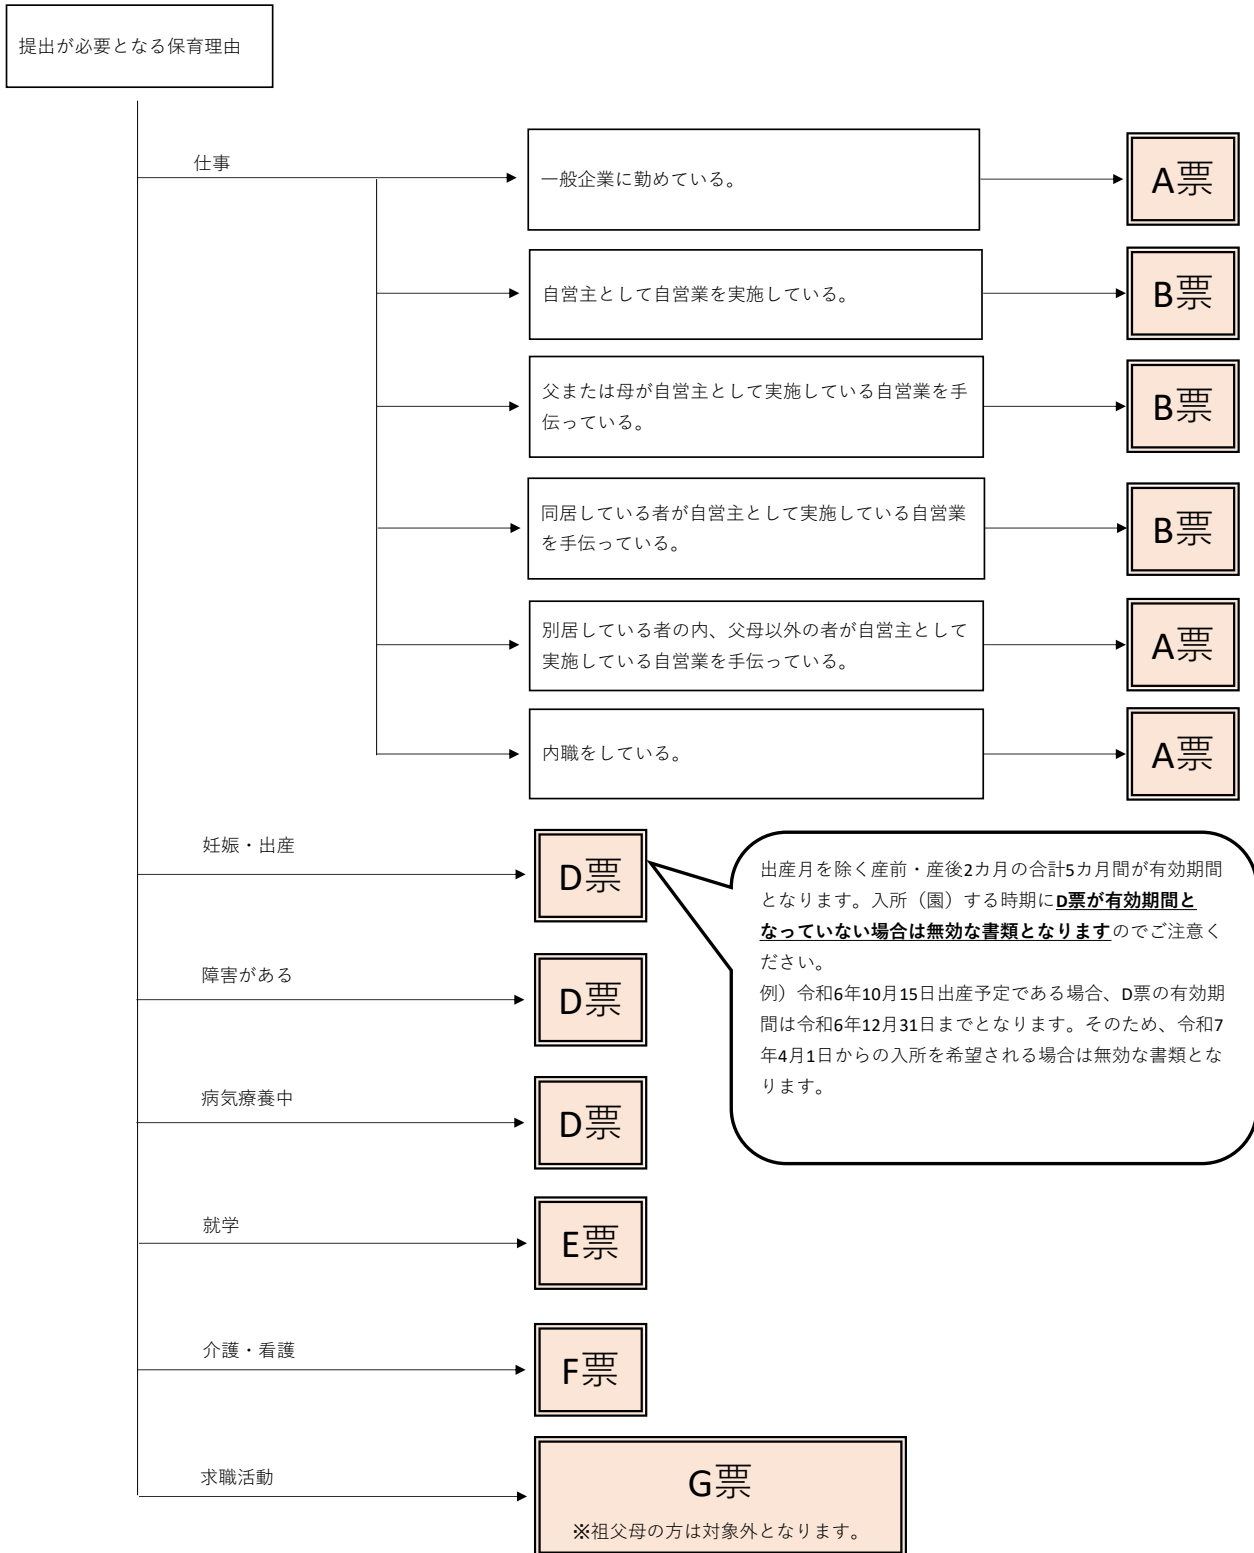 提出が必要となる保育理由
仕事
一般企業に勤めている。
A票
自営主として自営業を実施している。
B票
父または母が自営主として実施している自営業を手
伝っている。
B票
同居している者が自営主として実施している自営業
を手伝っている。
B票
別居している者の内、父母以外の者が自営主として
実施している自営業を手伝っている。
A票
内職をしている。
A票
妊娠・出産
D票
出産月を除く産前・産後2カ月の合計5カ月間が有効期間
となります。入所（園）する時期にD票が有効期間と
なっていない場合は無効な書類となりますのでご注意く
ださい。
例）令和6年10月15日出産予定である場合、D票の有効期
間は令和6年12月31日までとなります。そのため、令和7
年4月1日からの入所を希望される場合は無効な書類とな
ります。
障害がある
D票
病気療養中
D票
就学
E票
介護・看護
F票
求職活動
G票
※祖父母の方は対象外となります。